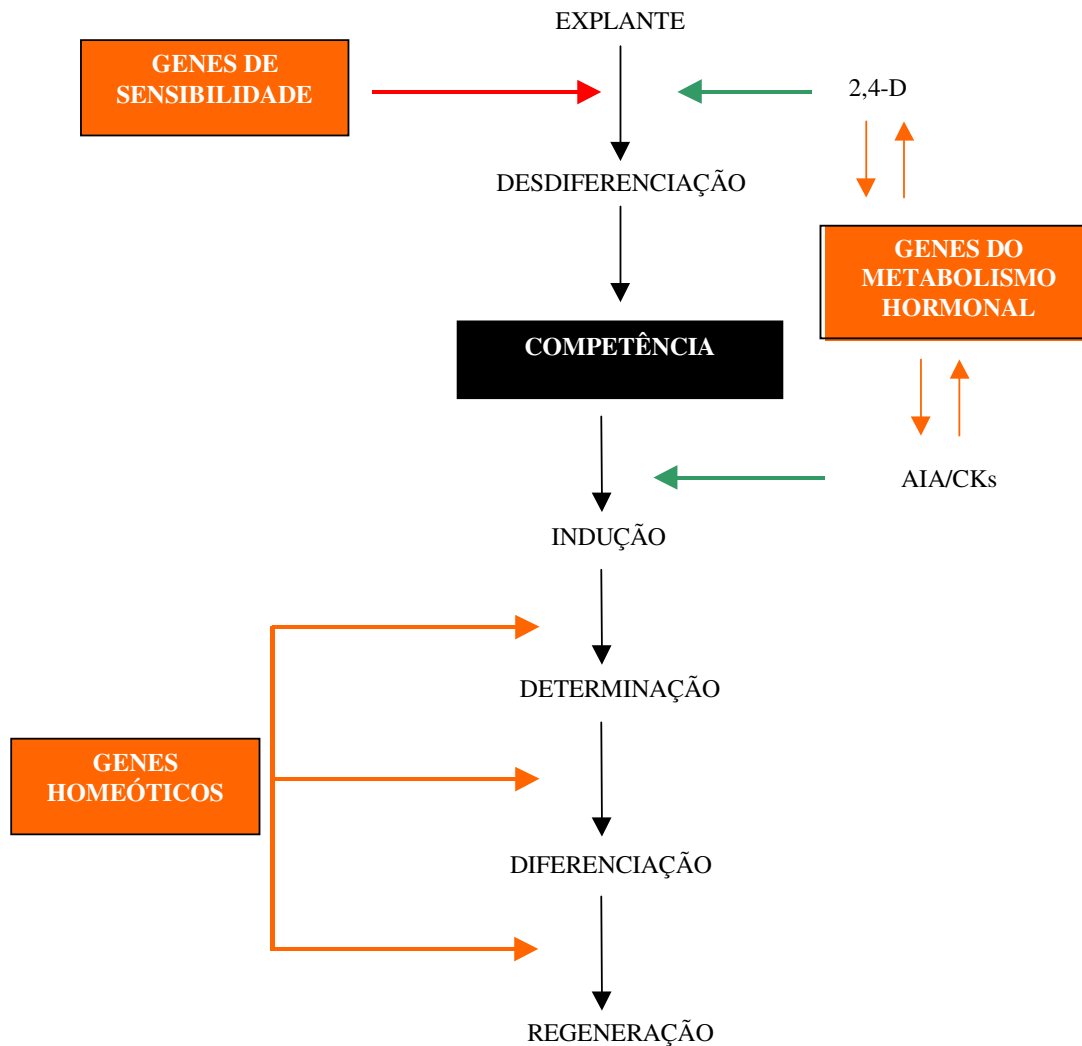 EXPLANTE
GENES DE
SENSIBILIDADE
2,4-D
DESDIFERENCIAÇÃO
GENES DO
METABOLISMO
HORMONAL
COMPETÊNCIA
AIA/CKs
INDUÇÃO
DETERMINAÇÃO
GENES
HOMEÓTICOS
DIFERENCIAÇÃO
REGENERAÇÃO